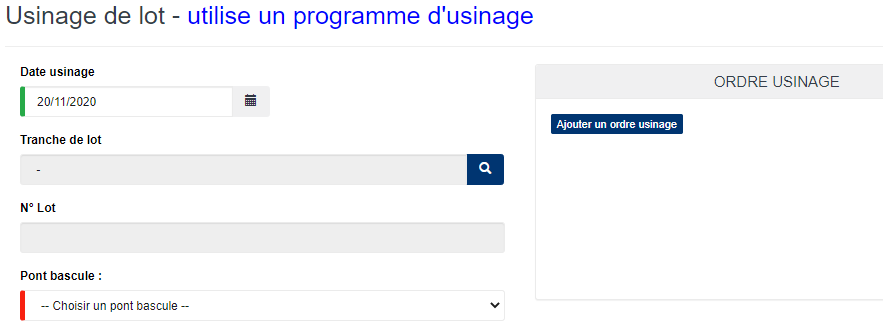 Usinage de lot - utilise un programme d'usinage
Date usinage
20/11/2020
Tranche de lot
-
N° Lot
Pont bascule :
-- Choisir un pont bascule --
ORDRE USINAGE
Ajouter un ordre usinage